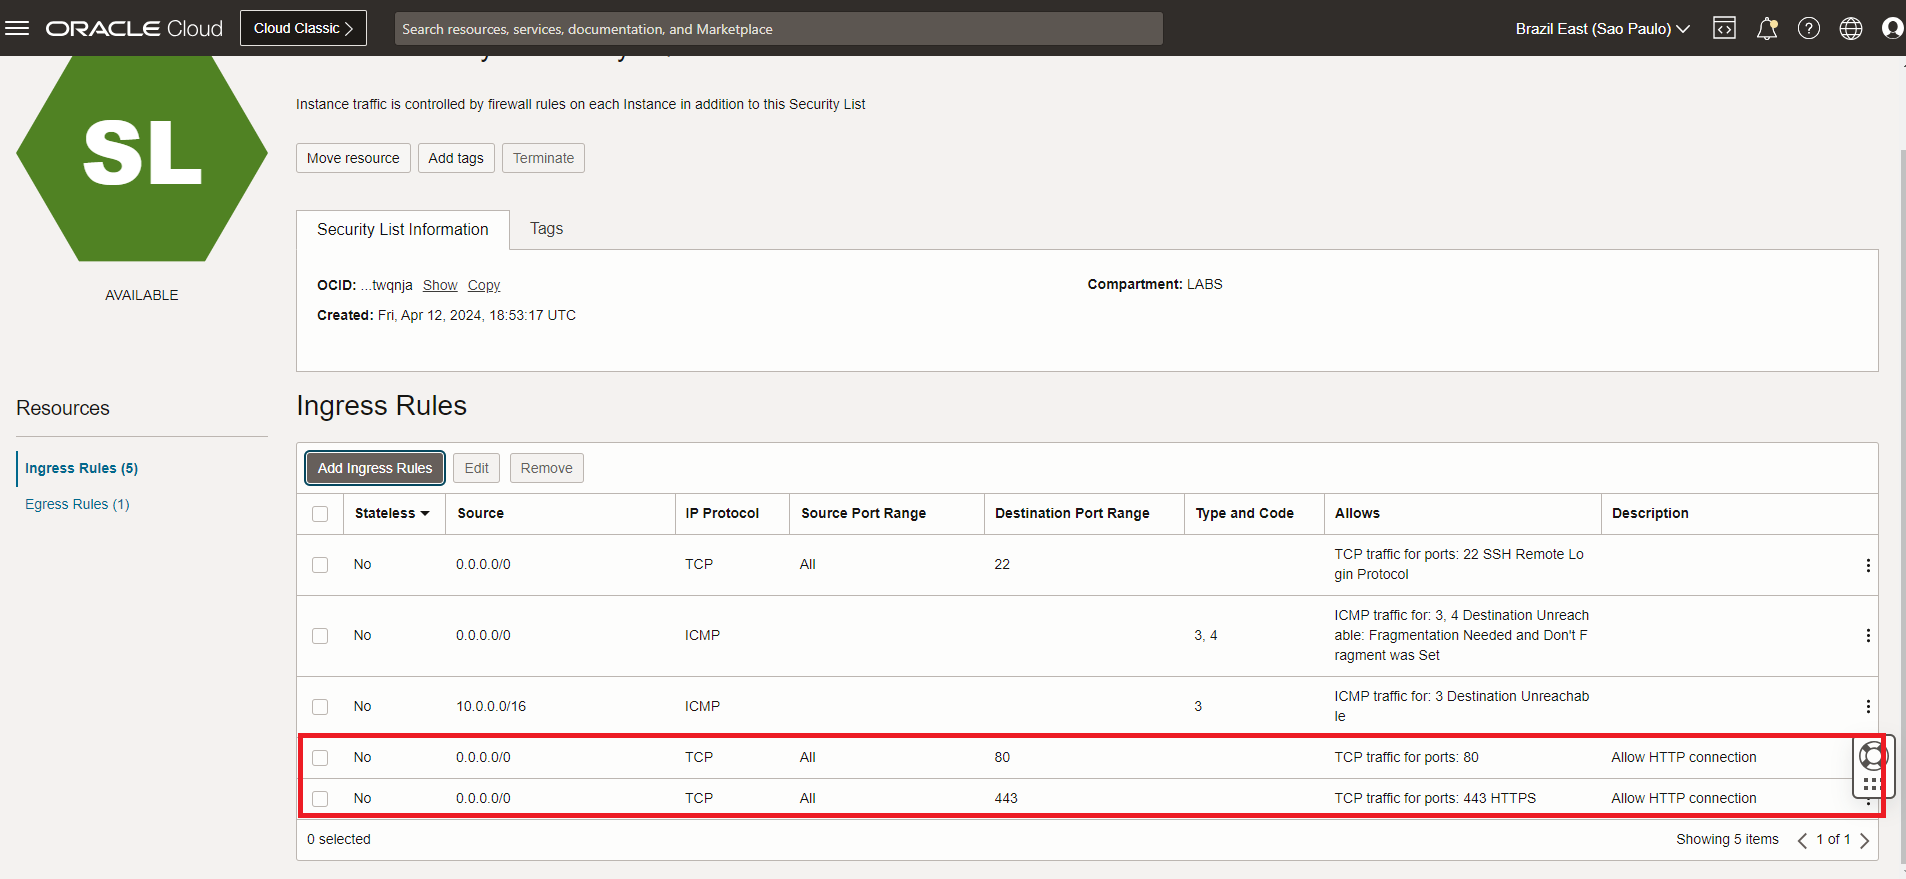 ORACLE Cloud
Cloud Classic
Search resources, services, documentation, and Marketplace
Brazil East (Sao Paulo)
Instance traffic is controlled by firewall rules on each Instance in addition to this Security List
SL
AVAILABLE
Move resource
Add tags
Terminate
Security List Information
Tags
OCID: ...twqnja Show Copy
Compartment: LABS
Created: Fri, Apr 12, 2024, 18:53:17 UTC
Resources
Ingress Rules (5)
Egress Rules (1)
Ingress Rules
Add Ingress Rules
Edit
Remove
Stateless Source IP Protocol Source Port Range Destination Port Range Type and Code Allows Description
No 0.0.0.0/0 TCP All 22 TCP traffic for ports: 22 SSH Remote Lo
gin Protocol
No 0.0.0.0/0 ICMP 3, 4 ICMP traffic for: 3, 4 Destination Unreach
able: Fragmentation Needed and Don't F
ragment was Set
No 10.0.0.0/16 ICMP 3 ICMP traffic for: 3 Destination Unreachab
le
No 0.0.0.0/0 TCP All 80 TCP traffic for ports: 80 Allow HTTP connection
No 0.0.0.0/0 TCP All 443 TCP traffic for ports: 443 HTTPS Allow HTTP connection
0 selected
Showing 5 items
1 of 1